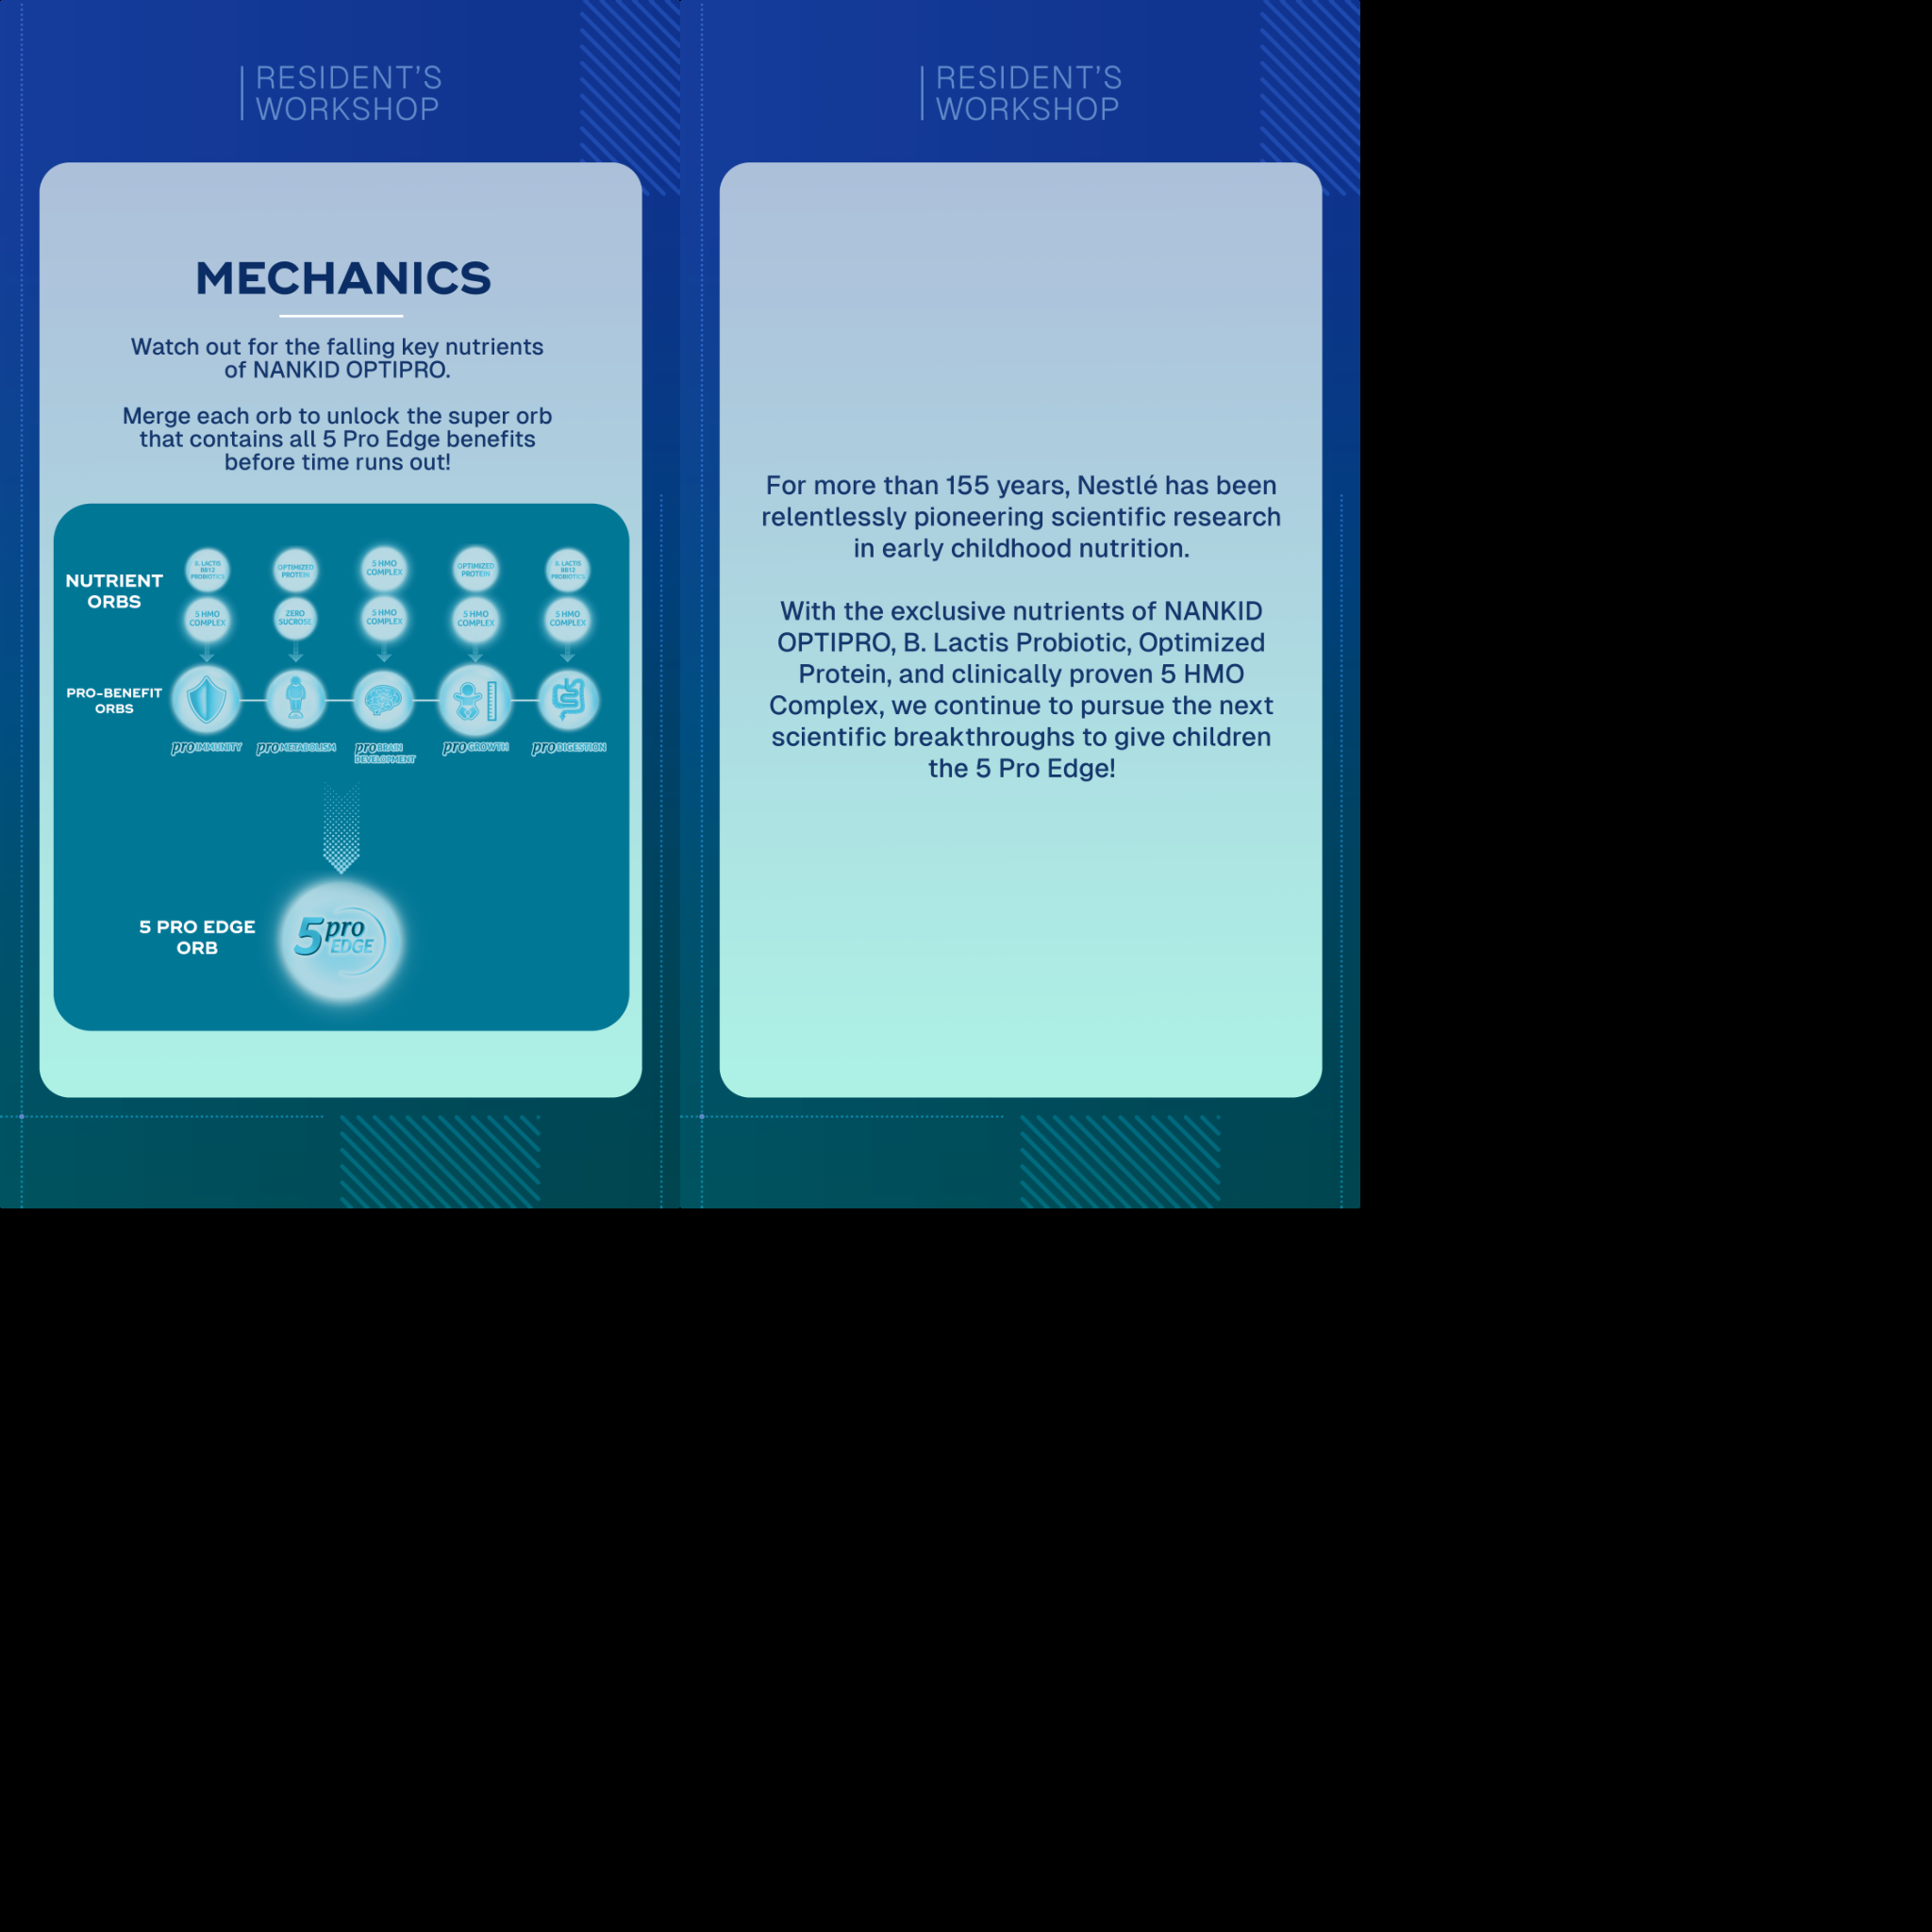 RESIDENT'S
WORKSHOP
MECHANICS
Watch out for the falling key nutrients
of NANKID OPTIPRO.
Merge each orb to unlock the super orb
that contains all 5 Pro Edge benefits
before time runs out!
NUTRIENT
ORBS
B. LACTIS
BB12
PROBIOTICS
OPTIMIZED
PROTEIN
5 HMO
COMPLEX
OPTIMIZED
PROTEIN
B. LACTIS
BB12
PROBIOTICS
5 HMO
COMPLEX
ZERO
SUCROSE
5 HMO
COMPLEX
5 HMO
COMPLEX
5 HMO
COMPLEX
PRO-BENEFIT
ORBS
pro IMMUNITY
pro METABOLISM
pro BRAIN
DEVELOPMENT
pro GROWTH
pro DIGESTION
5 PRO EDGE
ORB
5 pro
EDGE
RESIDENT'S
WORKSHOP
For more than 155 years, Nestlé has been
relentlessly pioneering scientific research
in early childhood nutrition.
With the exclusive nutrients of NANKID
OPTIPRO, B. Lactis Probiotic, Optimized
Protein, and clinically proven 5 HMO
Complex, we continue to pursue the next
scientific breakthroughs to give children
the 5 Pro Edge!